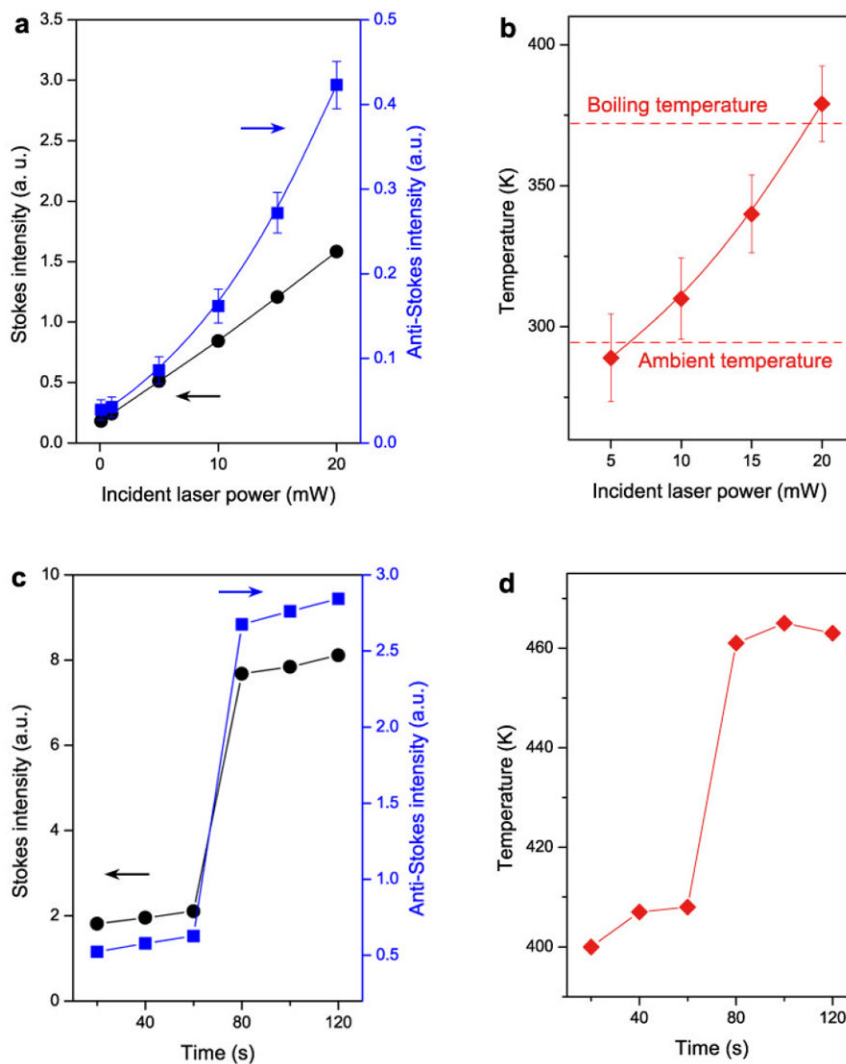 a
Stokes intensity (a. u.)
3.5
3.0
2.5
2.0
1.5
1.0
0.5
0.0
0.5
0.4
0.3
0.2
0.1
0.0
Anti-Stokes intensity (a.u.)
0
10
20
Incident laser power (mW)
b
Temperature (K)
400
350
300
Boiling temperature
Ambient temperature
5
10
15
20
Incident laser power (mW)
c
Stokes intensity (a.u.)
10
8
6
4
2
0
3.0
2.5
2.0
1.5
1.0
0.5
Anti-Stokes intensity (a.u.)
40
80
120
Time (s)
d
Temperature (K)
460
440
420
400
40
80
120
Time (s)